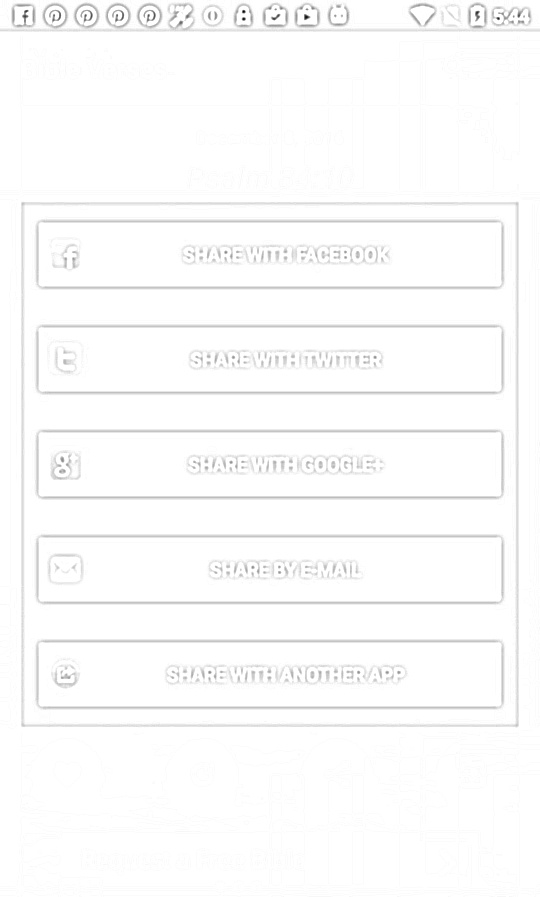 5:44
SHARE WITH FACEBOOK
SHARE WITH TWITTER
SHARE WITH GOOGLE+
SHARE BY E-MAIL
SHARE WITH ANOTHER APP